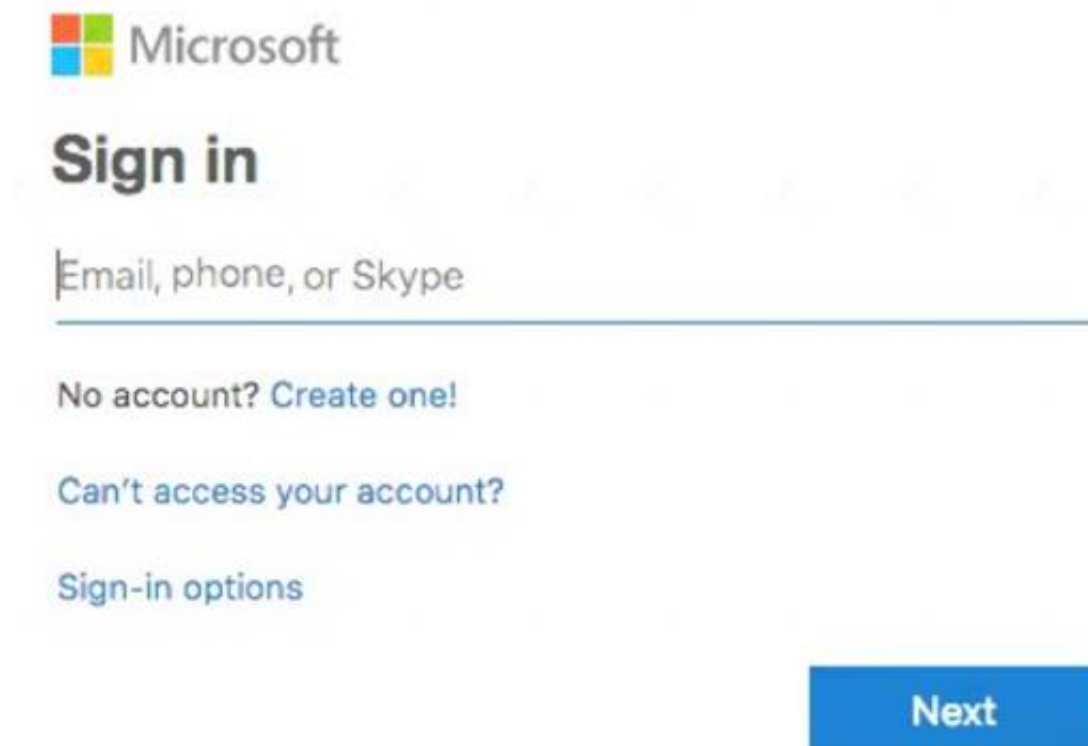 Microsoft
Sign in
Email, phone, or Skype
No account? Create one!
Can't access your account?
Sign-in options
Next